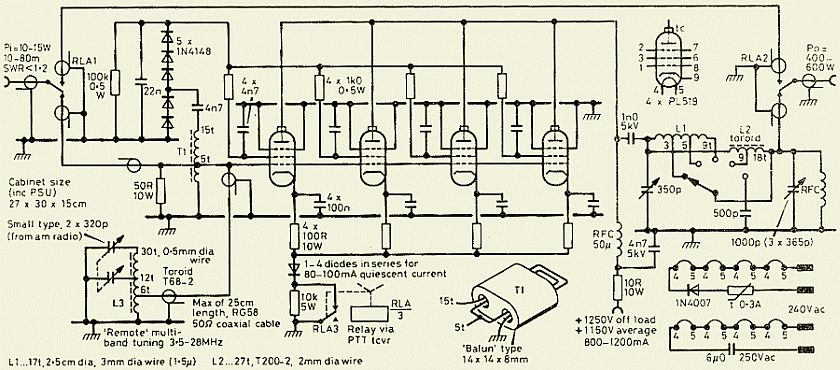 Pi=10-15W
10-80m
SWR<1·2
RLA1
100k
0·5W
22n
5 x
1N4148
4n7
15t
T1
5t
50R
10W
4 x
4n7
4 x 1k0
0·5W
4 x
100n
4 x
100R
10W
tc
2
3
1
7
6
8
9
4 5
4 x PL519
RLA2
Po=
400-
600W
1n0
5kV
L1
3 5 9t
L2
toroid
9 18t
350p
500p
1000p (3 x 365p)
RFC
RFC
50µ
4n7
5kV
10R
10W
+1250V off load
+1150V average
800-1200mA
Cabinet size
(inc PSU)
27 x 30 x 15cm
Small type, 2 x 320p
(from am radio)
30t, 0·5mm dia
wire
Toroid
T68-2
12t
6t
L3
Max of 25cm
length, RG58
50Ω coaxial cable
'Remote' multi-
band tuning 3·5-28MHz
1-4 diodes in series for
80-100mA quiescent current
10k
5W
RLA3
RLA
3
Relay via
PTT tcvr
T1
15t
5t
'Balun' type
14 x 14 x 8mm
4 5 4 5 4 5 4 5
1N4007
t 0-3A
240Vac
4 5 4 5 4 5 4 5
6µ0
250Vac
L1...17t, 2·5cm dia, 3mm dia wire (1·5µ)
L2...27t, T200-2, 2mm dia wire